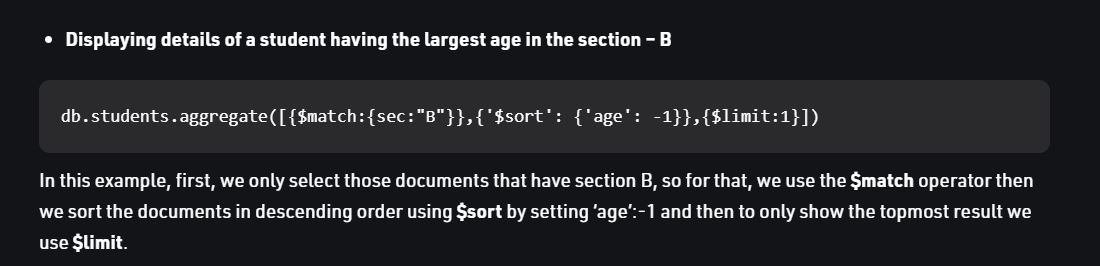 • Displaying details of a student having the largest age in the section – B
db.students.aggregate([{$match:{sec:"B"}},{'$sort': {'age': -1}},{$limit:1}])
In this example, first, we only select those documents that have section B, so for that, we use the $match operator then
we sort the documents in descending order using $sort by setting ‘age’:-1 and then to only show the topmost result we
use $limit.